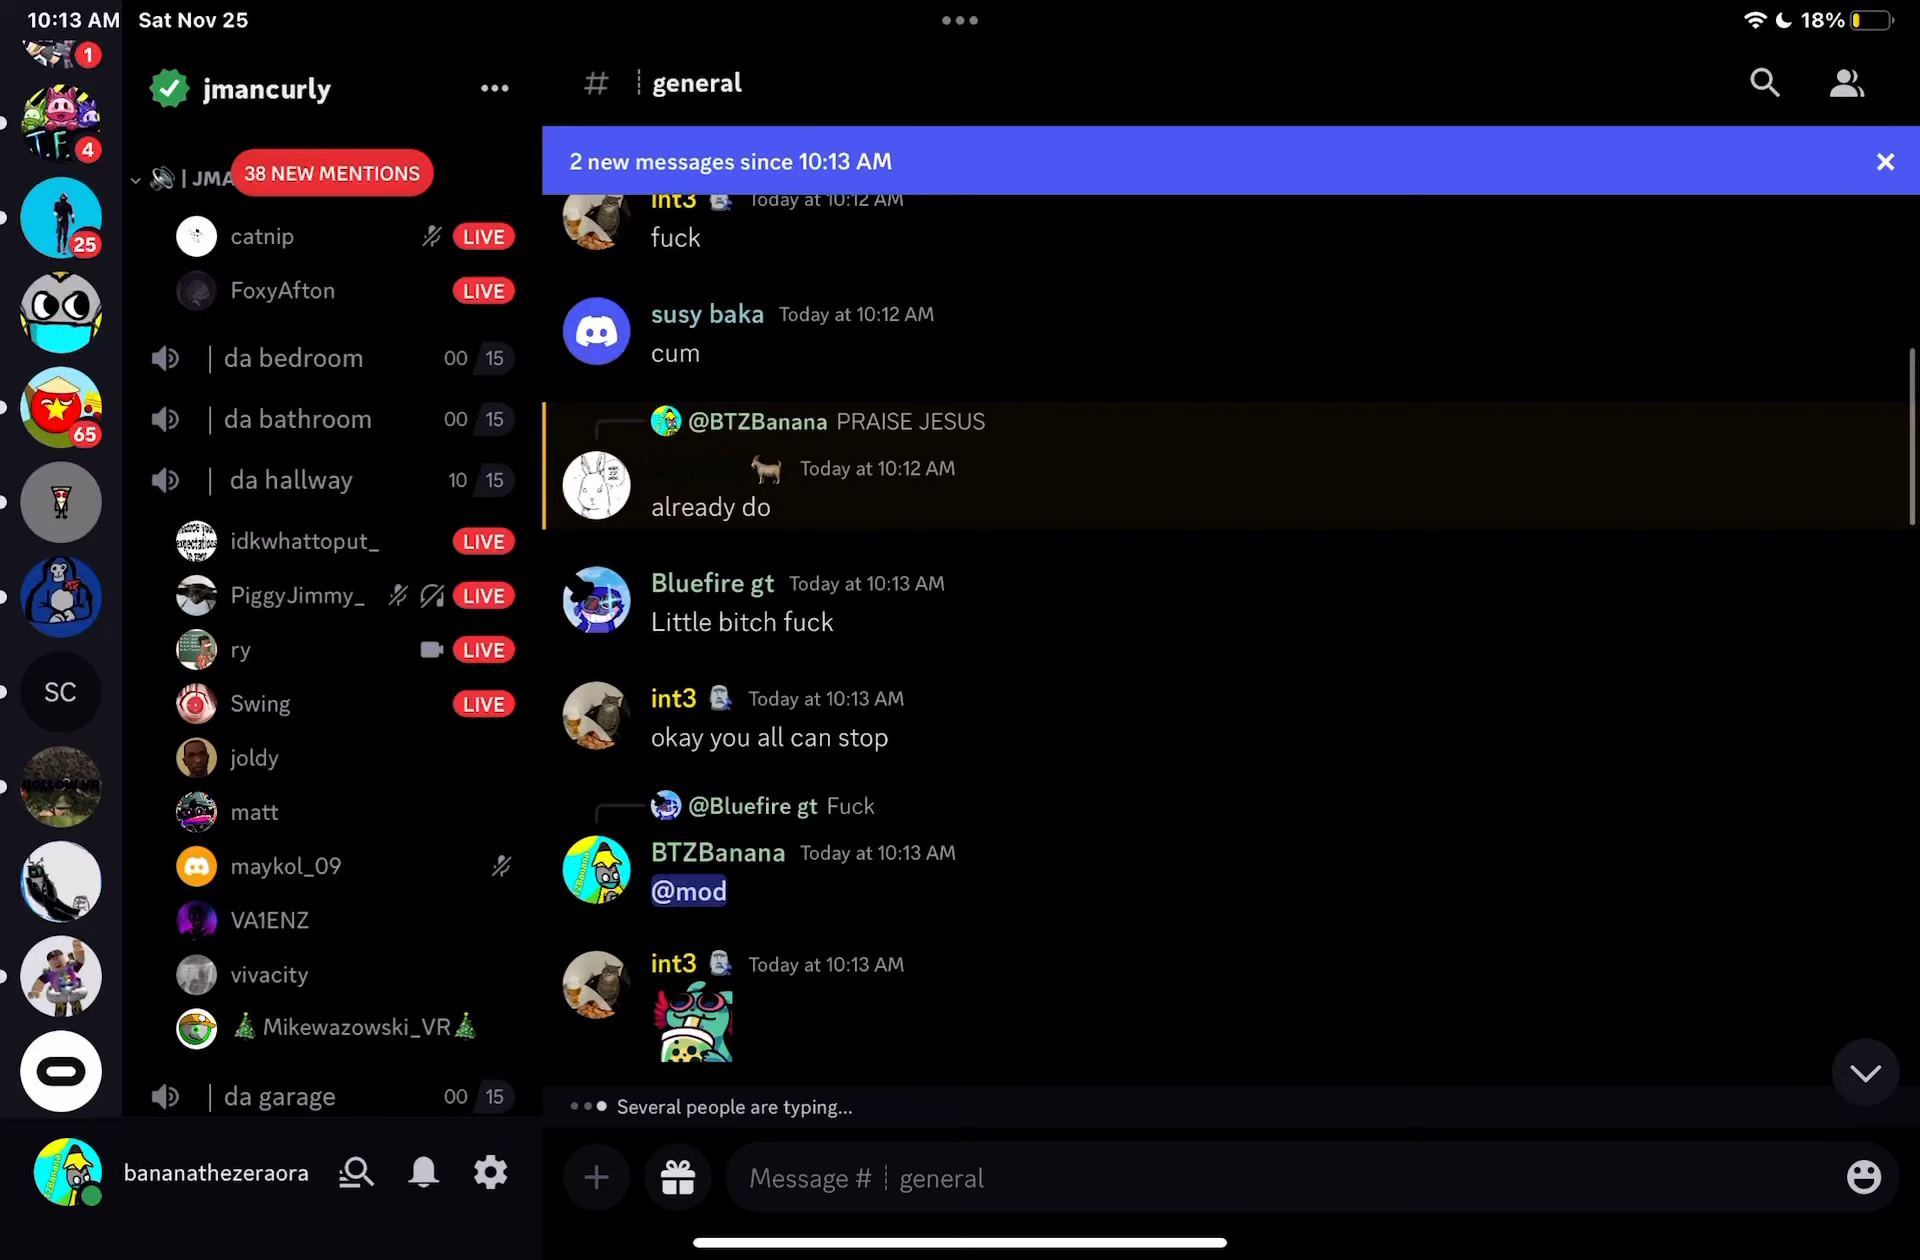 10:13 AM Sat Nov 25
18%
1
T.F.
4
25
65
SC
jmancurly
| JMA
38 NEW MENTIONS
catnip LIVE
FoxyAfton LIVE
| da bedroom 00 15
| da bathroom 00 15
| da hallway 10 15
idkwhattoput_ LIVE
PiggyJimmy_ LIVE
ry LIVE
Swing LIVE
joldy
matt
maykol_09
VA1ENZ
vivacity
🎄Mikewazowski_VR🎄
| da garage 00 15
bananathezeraora
# ┊ general
2 new messages since 10:13 AM
int3 Today at 10:12 AM
fuck
susy baka Today at 10:12 AM
cum
@BTZBanana PRAISE JESUS
🐐 Today at 10:12 AM
already do
Bluefire gt Today at 10:13 AM
Little bitch fuck
int3 🗿 Today at 10:13 AM
okay you all can stop
@Bluefire gt Fuck
BTZBanana Today at 10:13 AM
@mod
int3 🗿 Today at 10:13 AM
Several people are typing...
Message # ┊ general